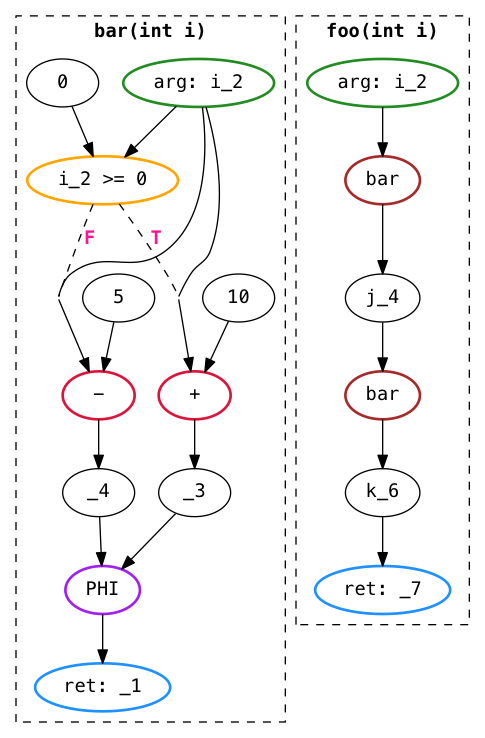 bar(int i)
0
arg: i_2
i_2 >= 0
F
T
5
10
−
+
_4
_3
PHI
ret: _1
foo(int i)
arg: i_2
bar
j_4
bar
k_6
ret: _7